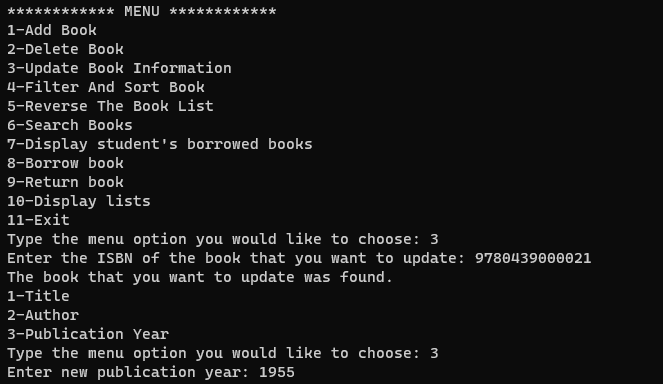 ************ MENU ************
1-Add Book
2-Delete Book
3-Update Book Information
4-Filter And Sort Book
5-Reverse The Book List
6-Search Books
7-Display student's borrowed books
8-Borrow book
9-Return book
10-Display lists
11-Exit
Type the menu option you would like to choose: 3
Enter the ISBN of the book that you want to update: 9780439000021
The book that you want to update was found.
1-Title
2-Author
3-Publication Year
Type the menu option you would like to choose: 3
Enter new publication year: 1955